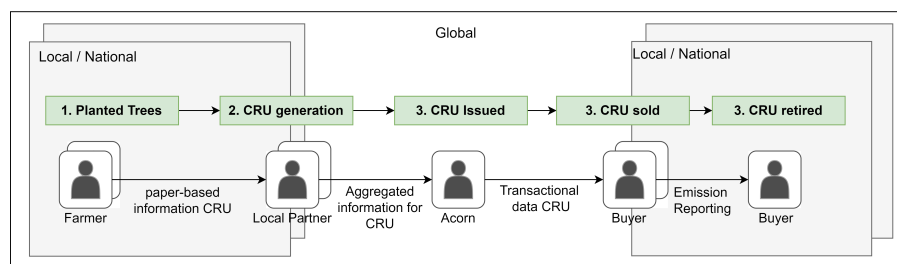 Global
Local / National
Local / National
1. Planted Trees
2. CRU generation
3. CRU Issued
3. CRU sold
3. CRU retired
paper-based
information CRU
Aggregated
information for
CRU
Transactional
data CRU
Emission
Reporting
Farmer
Local Partner
Acorn
Buyer
Buyer